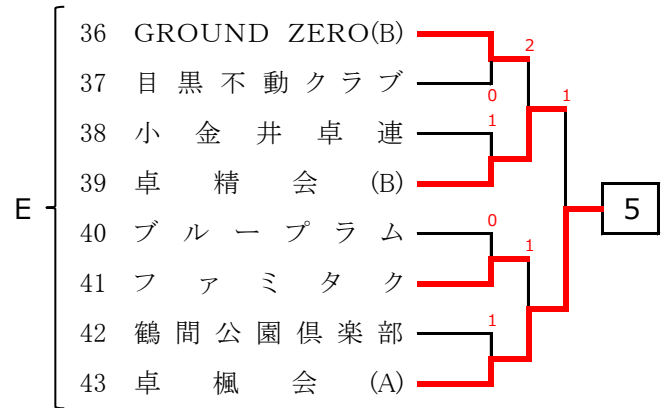 36 GROUND ZERO(B)
2
37 目黒不動クラブ
0
1
38 小金井卓連
1
39 卓精会(B)
E
5
40 ブループラム
0
41 ファミタク
1
42 鶴間公園倶楽部
1
43 卓楓会(A)